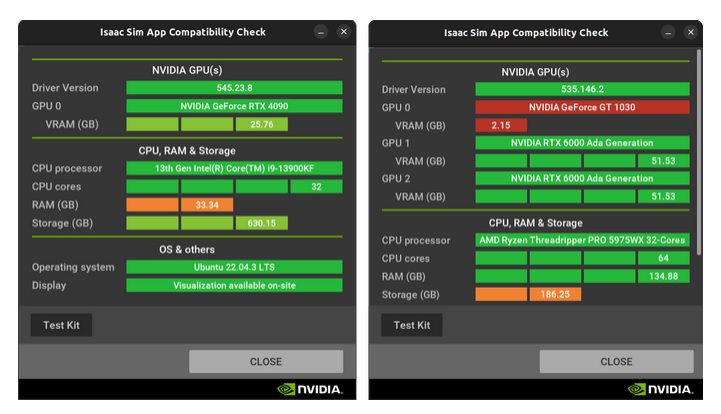 Isaac Sim App Compatibility Check
NVIDIA GPU(s)
Driver Version 545.23.8
GPU 0 NVIDIA GeForce RTX 4090
VRAM (GB) 25.76
CPU, RAM & Storage
CPU processor 13th Gen Intel(R) Core(TM) i9-13900KF
CPU cores 32
RAM (GB) 33.34
Storage (GB) 630.15
OS & others
Operating system Ubuntu 22.04.3 LTS
Display Visualization available on-site
Test Kit
CLOSE
NVIDIA.
Isaac Sim App Compatibility Check
NVIDIA GPU(s)
Driver Version 535.146.2
GPU 0 NVIDIA GeForce GT 1030
VRAM (GB) 2.15
GPU 1 NVIDIA RTX 6000 Ada Generation
VRAM (GB) 51.53
GPU 2 NVIDIA RTX 6000 Ada Generation
VRAM (GB) 51.53
CPU, RAM & Storage
CPU processor AMD Ryzen Threadripper PRO 5975WX 32-Cores
CPU cores 64
RAM (GB) 134.88
Storage (GB) 186.25
Test Kit
CLOSE
NVIDIA.